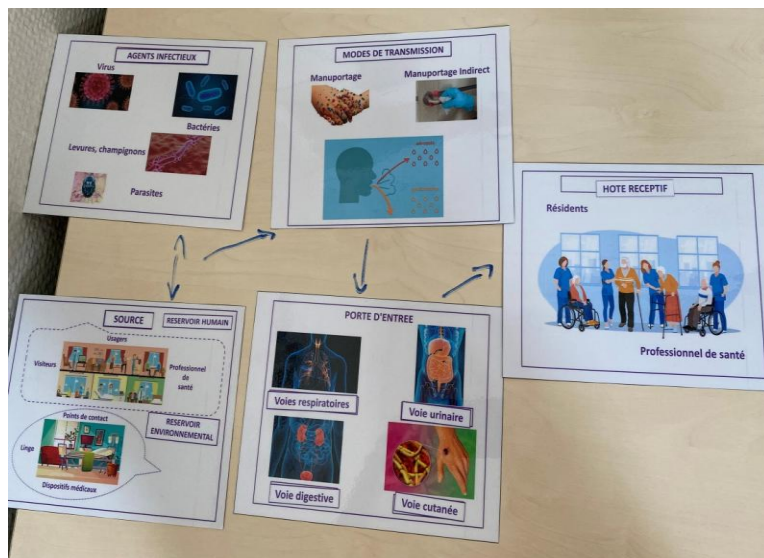 AGENTS INFECTIEUX
Virus
Bactéries
Levures, champignons
Parasites
MODES DE TRANSMISSION
Manuportage
Manuportage Indirect
HOTE RECEPTIF
Résidents
Professionnel de santé
SOURCE
RESERVOIR HUMAIN
Usagers
Visiteurs
Professionnel
de
santé
RESERVOIR
ENVIRONNEMENTAL
Points de contact
Linge
Dispositifs médicaux
PORTE D'ENTREE
Voies respiratoires
Voie urinaire
Voie digestive
Voie cutanée